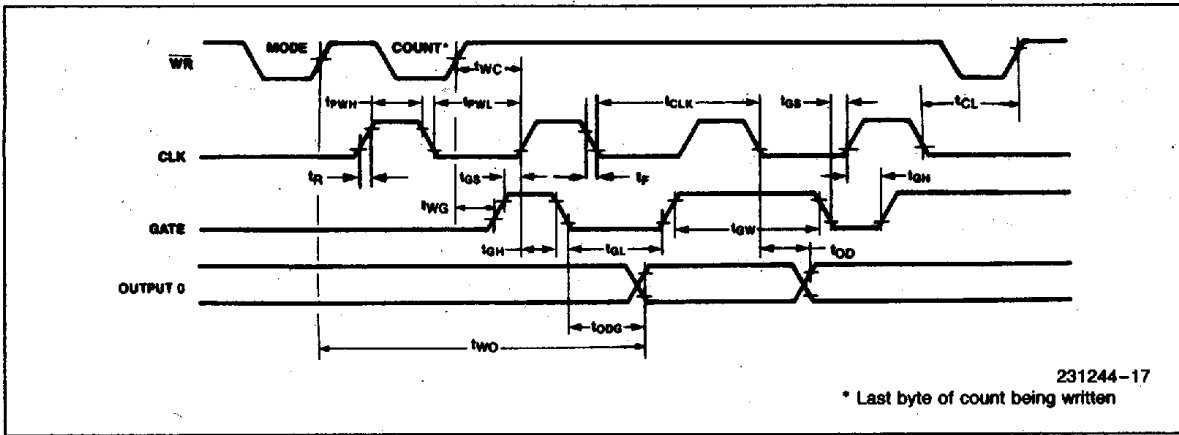 MODE COUNT*
WR
tWC
tPWH tPWL tCLK tGS tCL
CLK
tR tGS tF tGH
tWG
GATE
tGH tGL tGW tOD
OUTPUT 0
tODG
tWO
231244–17
* Last byte of count being written